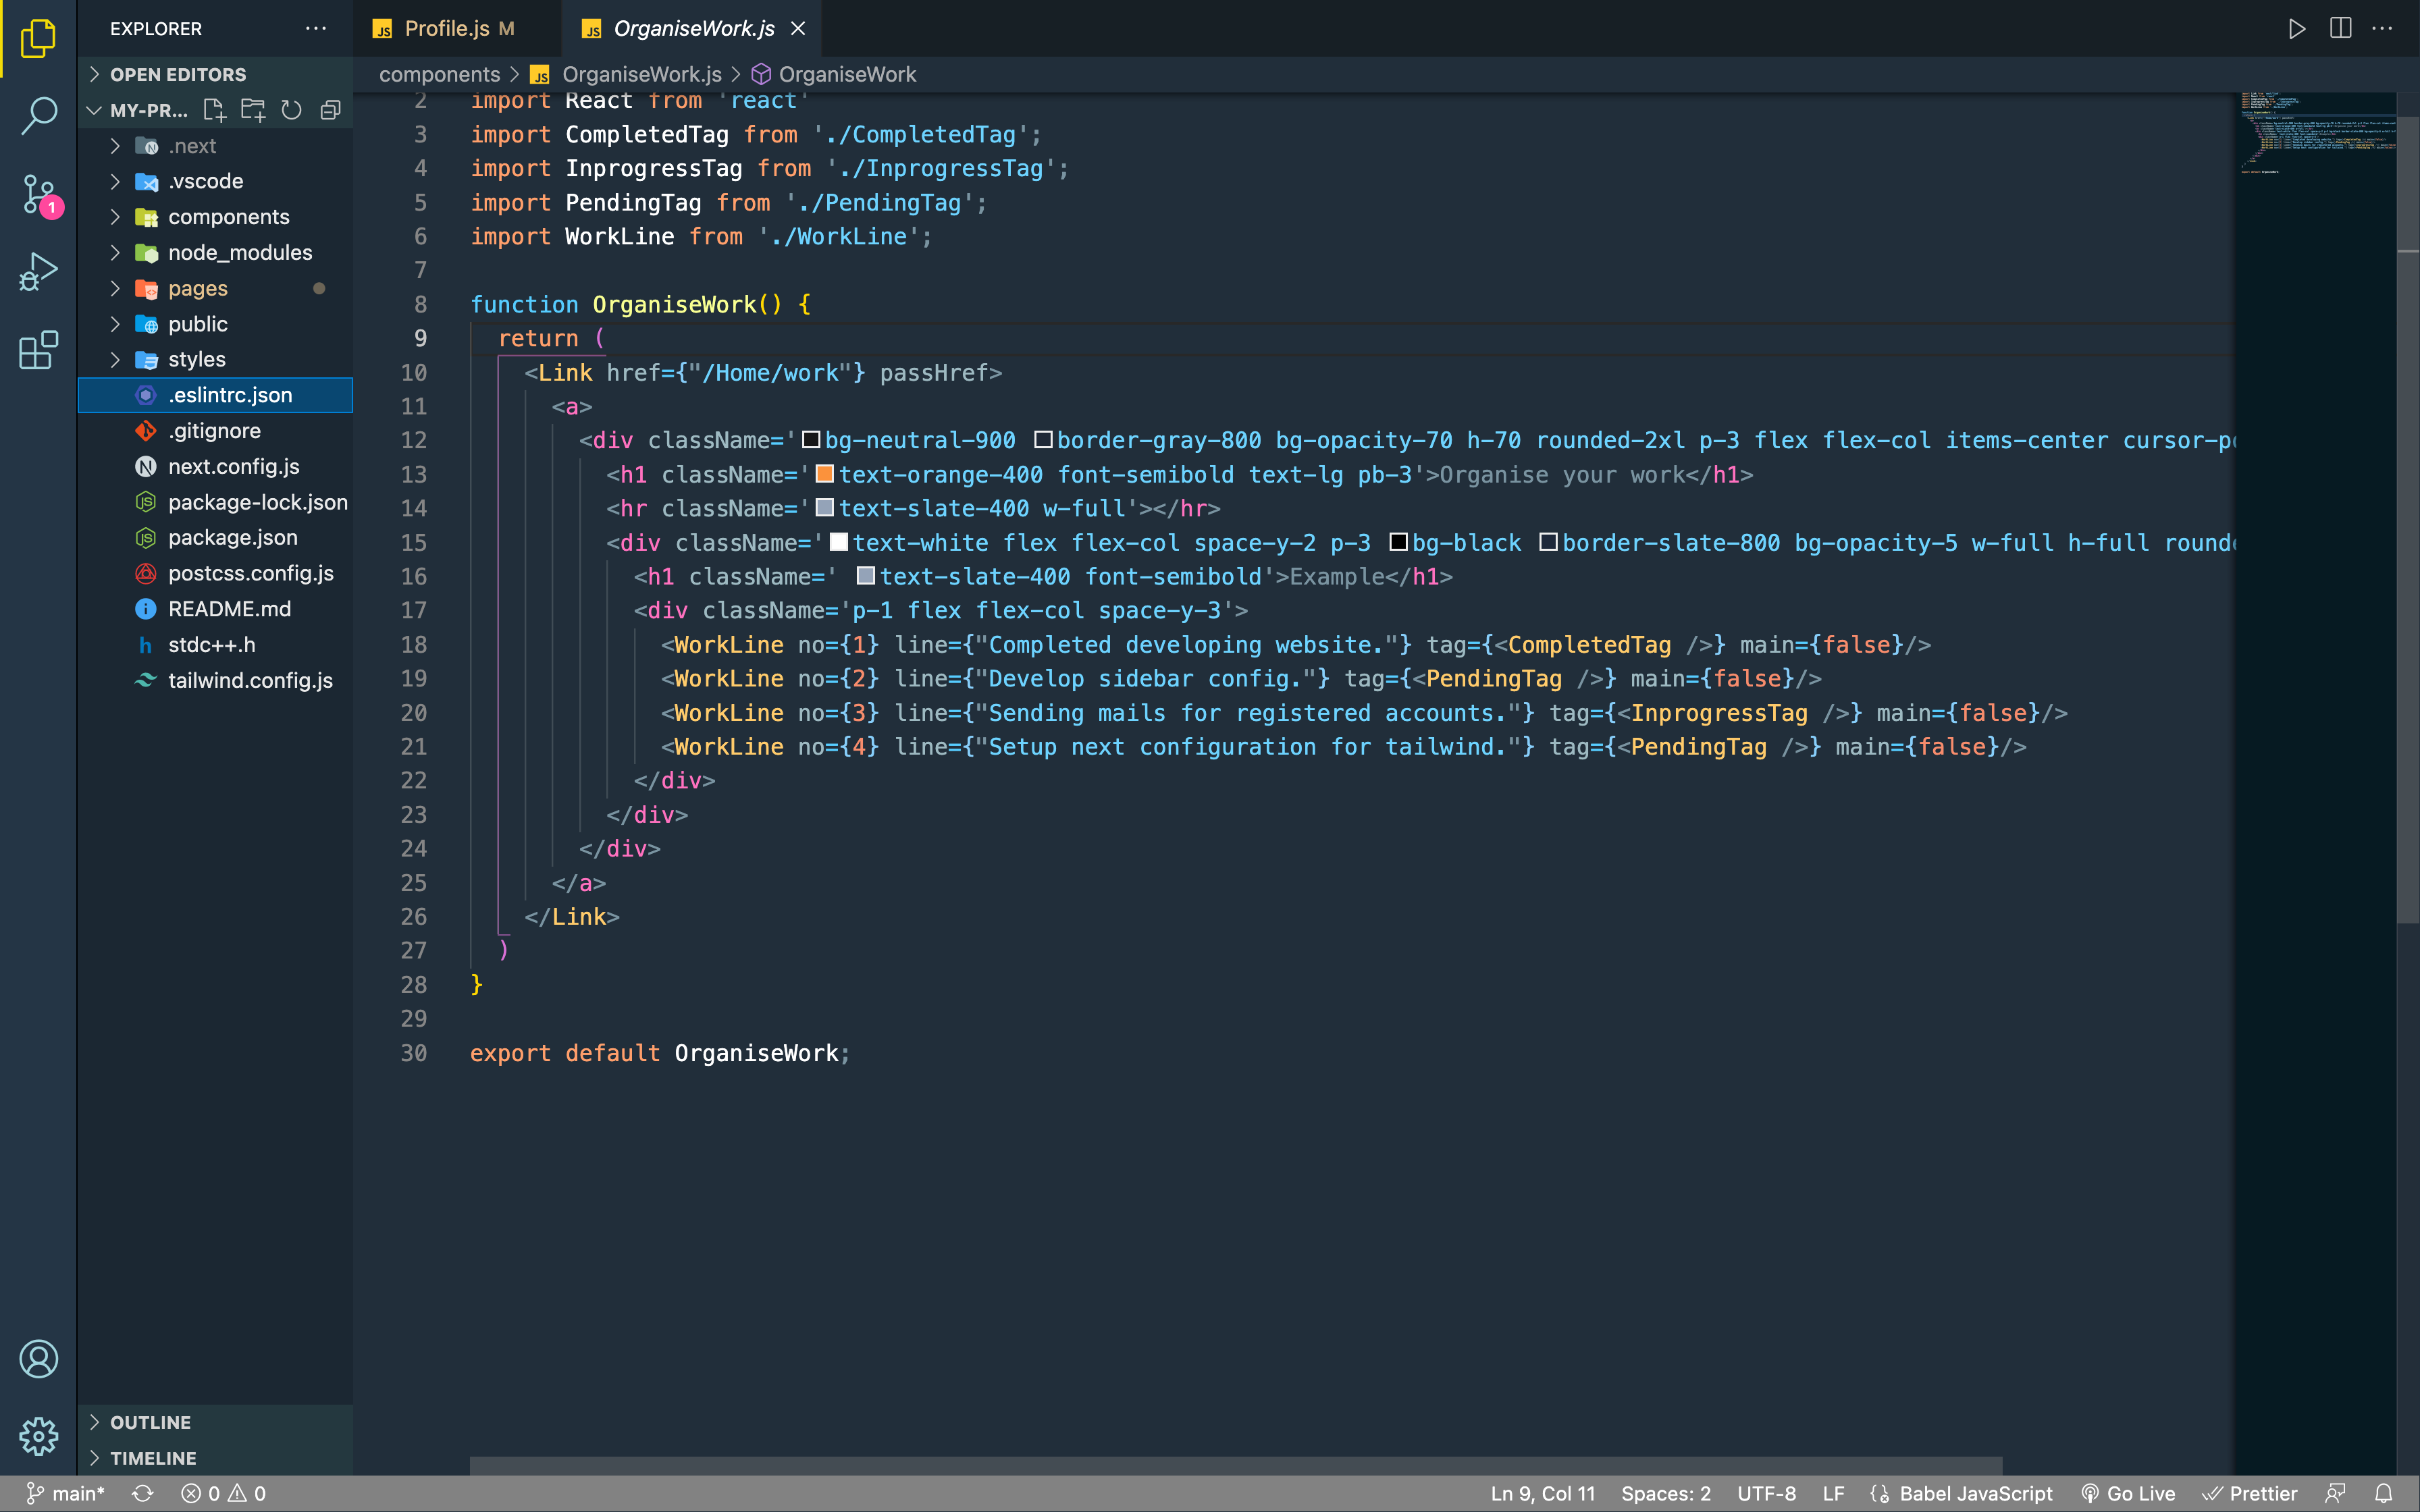 EXPLORER
Profile.js M
OrganiseWork.js
OPEN EDITORS
components > OrganiseWork.js > OrganiseWork
MY-PR...
.next
.vscode
components
node_modules
pages
public
styles
.eslintrc.json
.gitignore
next.config.js
package-lock.json
package.json
postcss.config.js
README.md
stdc++.h
tailwind.config.js
OUTLINE
TIMELINE
1
2 import React from 'react'
3 import CompletedTag from './CompletedTag';
4 import InprogressTag from './InprogressTag';
5 import PendingTag from './PendingTag';
6 import WorkLine from './WorkLine';
7
8 function OrganiseWork() {
9 return (
10 <Link href={"/Home/work"} passHref>
11 <a>
12 <div className='bg-neutral-900 border-gray-800 bg-opacity-70 h-70 rounded-2xl p-3 flex flex-col items-center
13 <h1 className='text-orange-400 font-semibold text-lg pb-3'>Organise your work</h1>
14 <hr className='text-slate-400 w-full'></hr>
15 <div className='text-white flex flex-col space-y-2 p-3 bg-black border-slate-800 bg-opacity-5 w-full h-full
16 <h1 className=' text-slate-400 font-semibold'>Example</h1>
17 <div className='p-1 flex flex-col space-y-3'>
18 <WorkLine no={1} line={"Completed developing website."} tag={<CompletedTag />} main={false}/>
19 <WorkLine no={2} line={"Develop sidebar config."} tag={<PendingTag />} main={false}/>
20 <WorkLine no={3} line={"Sending mails for registered accounts."} tag={<InprogressTag />} main={false}/>
21 <WorkLine no={4} line={"Setup next configuration for tailwind."} tag={<PendingTag />} main={false}/>
22 </div>
23 </div>
24 </div>
25 </a>
26 </Link>
27 )
28 }
29
30 export default OrganiseWork;
main* 0 0 Ln 9, Col 11 Spaces: 2 UTF-8 LF Babel JavaScript Go Live Prettier